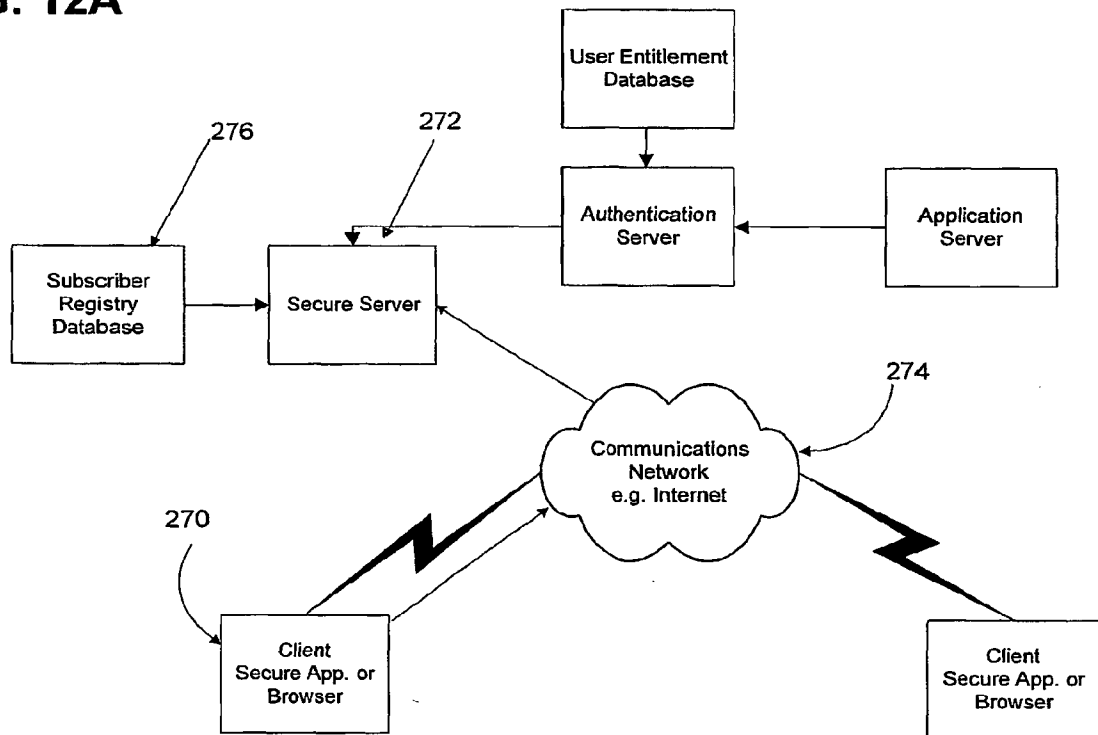 12A
User Entitlement
Database
276
272
Authentication
Server
Application
Server
Subscriber
Registry
Database
Secure Server
274
Communications
Network
e.g. Internet
270
Client
Secure App. or
Browser
Client
Secure App. or
Browser